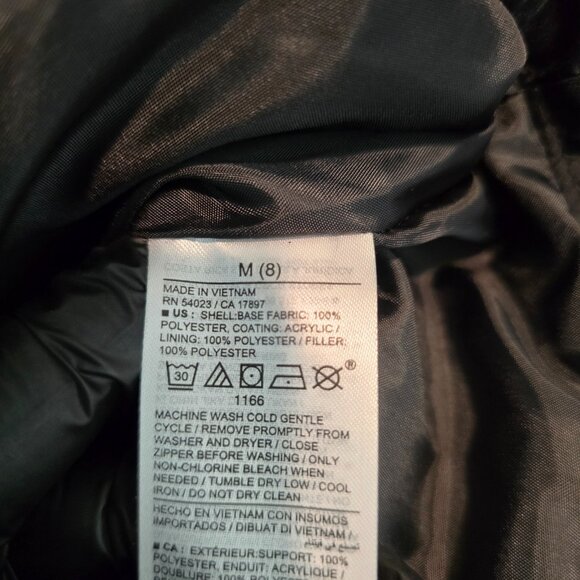 M (8)
MADE IN VIETNAM
RN 54023 / CA 17897
■ US : SHELL:BASE FABRIC: 100%
POLYESTER, COATING: ACRYLIC /
LINING: 100% POLYESTER / FILLER:
100% POLYESTER
30
®
1166
MACHINE WASH COLD GENTLE
CYCLE / REMOVE PROMPTLY FROM
WASHER AND DRYER / CLOSE
ZIPPER BEFORE WASHING / ONLY
NON-CHLORINE BLEACH WHEN
NEEDED / TUMBLE DRY LOW / COOL
IRON / DO NOT DRY CLEAN
HECHO EN VIETNAM CON INSUMOS
IMPORTADOS / DIBUAT DI VIETNAM /
■ CA : EXTÉRIEUR:SUPPORT: 100%
POLYESTER, ENDUIT: ACRYLIQUE /
DOUBLURE: 100%